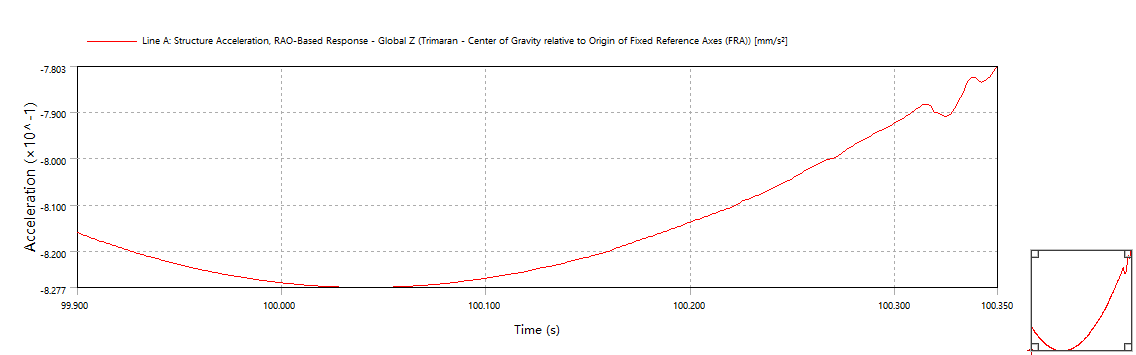 Line A: Structure Acceleration, RAO-Based Response - Global Z (Trimaran - Center of Gravity relative to Origin of Fixed Reference Axes (FRA)) [mm/s²]
Acceleration (×10^-1)
-7.803
-7.900
-8.000
-8.100
-8.200
-8.277
99.900 100.000 100.100 100.200 100.300 100.350
Time (s)